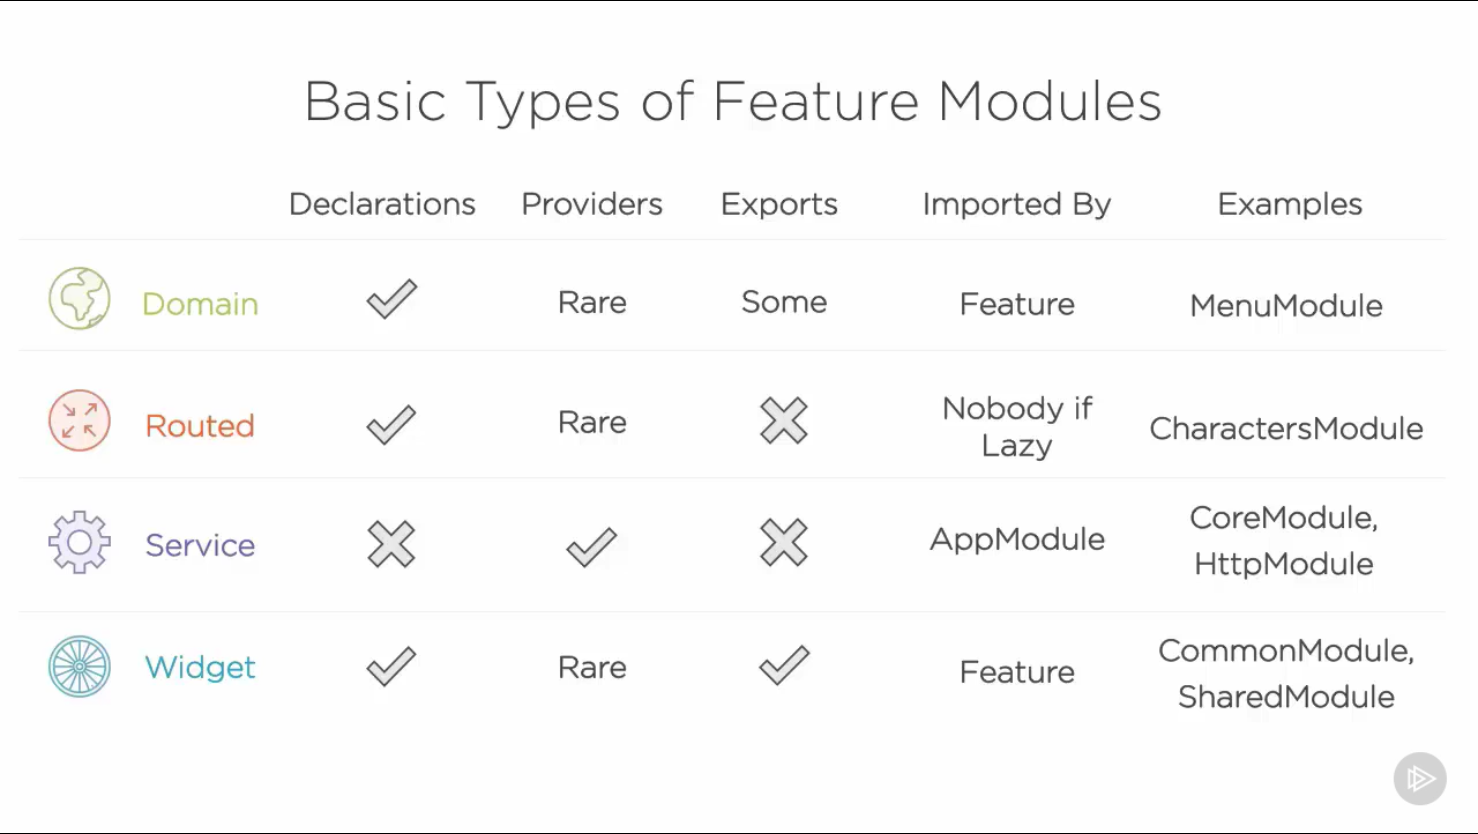 Basic Types of Feature Modules
Declarations Providers Exports Imported By Examples
Domain Rare Some Feature MenuModule
Routed Rare Nobody if
Lazy CharactersModule
Service AppModule CoreModule,
HttpModule
Widget Rare Feature CommonModule,
SharedModule